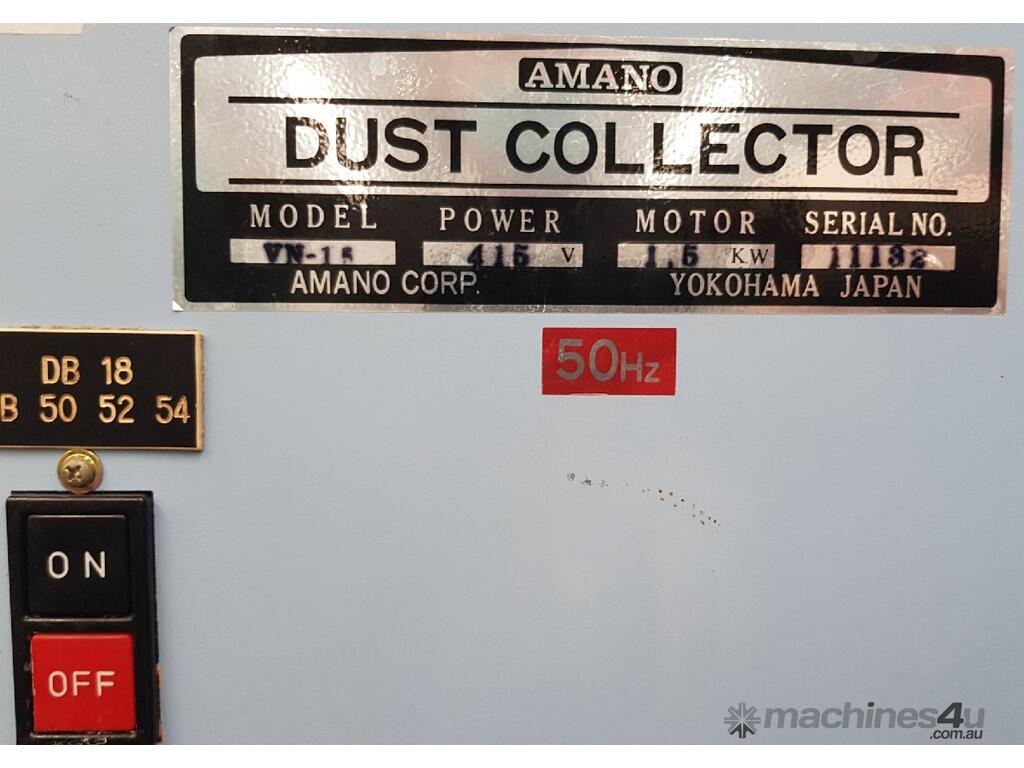 AMANO
DUST COLLECTOR
MODEL POWER MOTOR SERIAL NO.
VN-15 415 V 1,5 KW 11132
AMANO CORP. YOKOHAMA JAPAN
50Hz
DB 18
B 50 52 54
ON
OFF
machines4u
.com.au